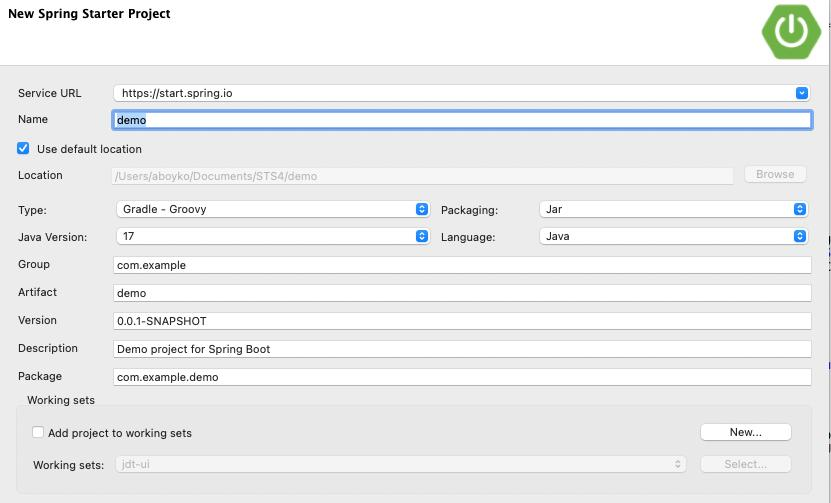 New Spring Starter Project
Service URL https://start.spring.io
Name demo
Use default location
Location /Users/aboyko/Documents/STS4/demo Browse
Type: Gradle - Groovy Packaging: Jar
Java Version: 17 Language: Java
Group com.example
Artifact demo
Version 0.0.1-SNAPSHOT
Description Demo project for Spring Boot
Package com.example.demo
Working sets
Add project to working sets New...
Working sets: jdt-ui Select...